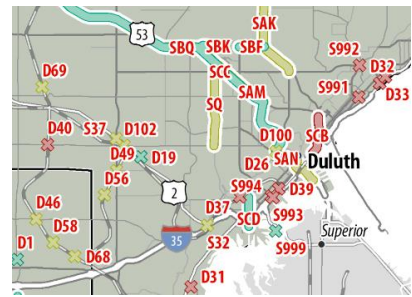 53
SAK
SBQ
SBK
SBF
S992
D32
D69
SCC
S991
D33
SQ
SAM
D40
S37
D102
D100
SCB
D49
D19
D26
SAN
Duluth
D56
2
D46
D37
S994
D39
D58
SCD
S993
D1
35
S32
S999
Superior
D68
D31